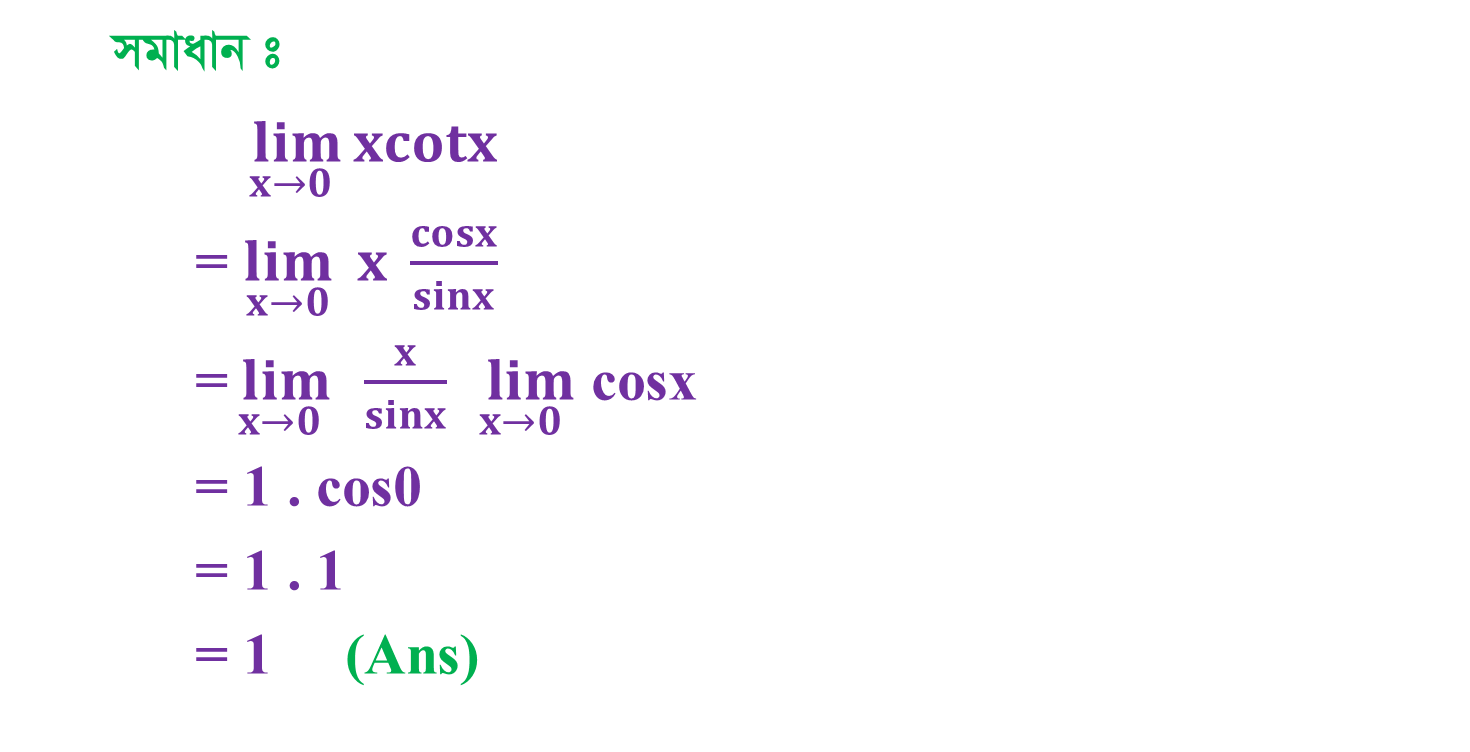 সমাধান ঃ
lim x→0 xcotx
= lim x→0 x cosx/sinx
= lim x→0 x/sinx lim x→0 cosx
= 1 . cos0
= 1 . 1
= 1 (Ans)